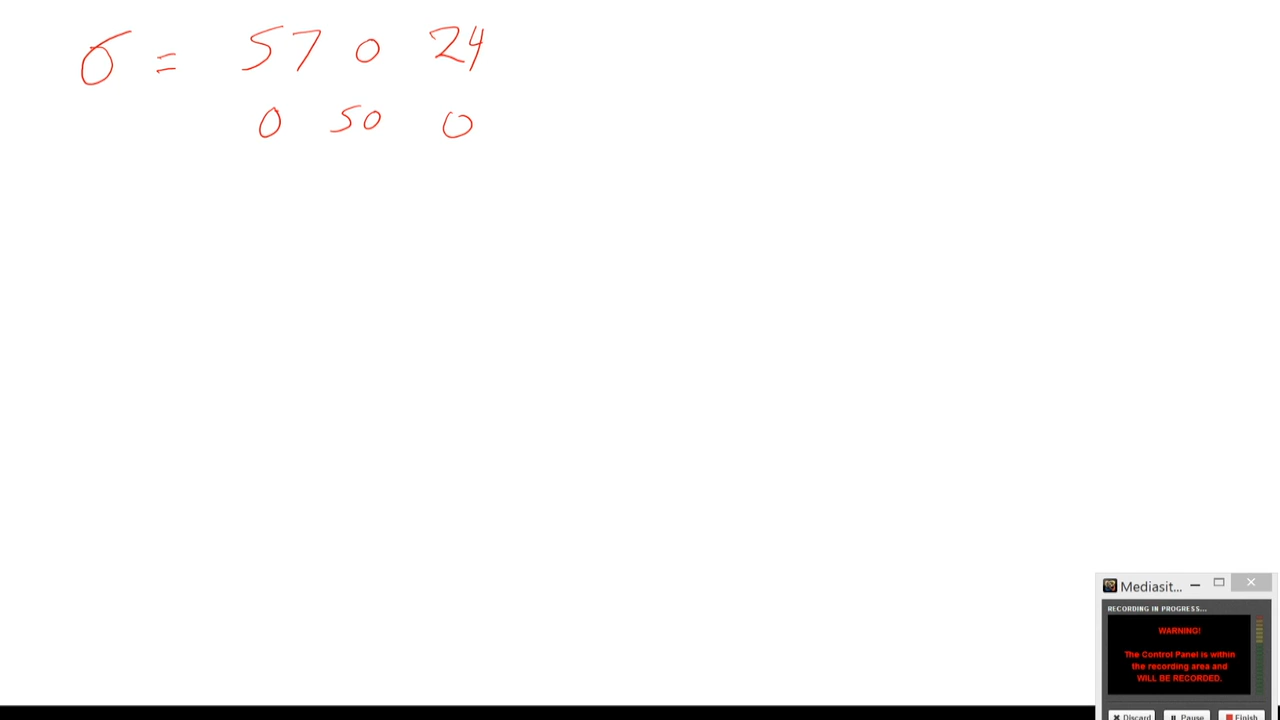 σ = 57 0 24
0 50 0
Mediasit...
RECORDING IN PROGRESS...
WARNING!
The Control Panel is within
the recording area and
WILL BE RECORDED.
Discard Pause Finish